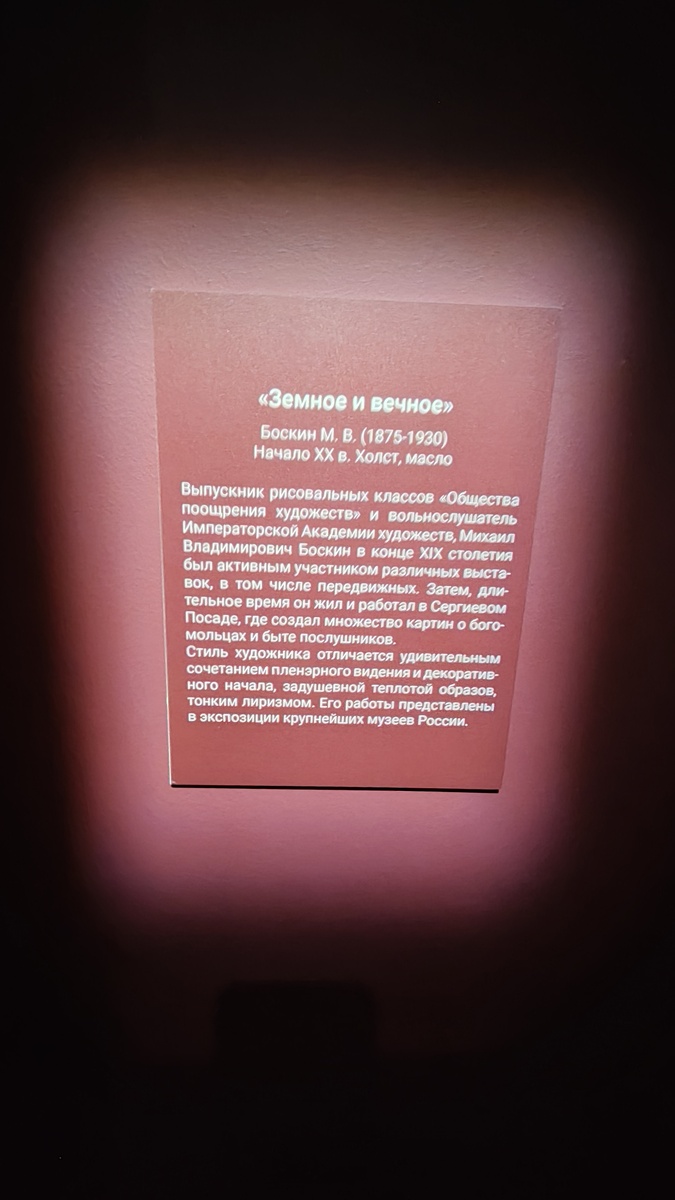 «Земное и вечное»
Боскин М. В. (1875-1930)
Начало XX в. Холст, масло
Выпускник рисовальных классов «Общества
поощрения художеств» и вольнослушатель
Императорской Академии художеств, Михаил
Владимирович Боскин в конце XIX столетия
был активным участником различных выста-
вок, в том числе передвижных. Затем, дли-
тельное время он жил и работал в Сергиевом
Посаде, где создал множество картин о бого-
мольцах и быте послушников.
Стиль художника отличается удивительным
сочетанием пленэрного видения и декоратив-
ного начала, задушевной теплотой образов,
тонким лиризмом. Его работы представлены
в экспозиции крупнейших музеев России.